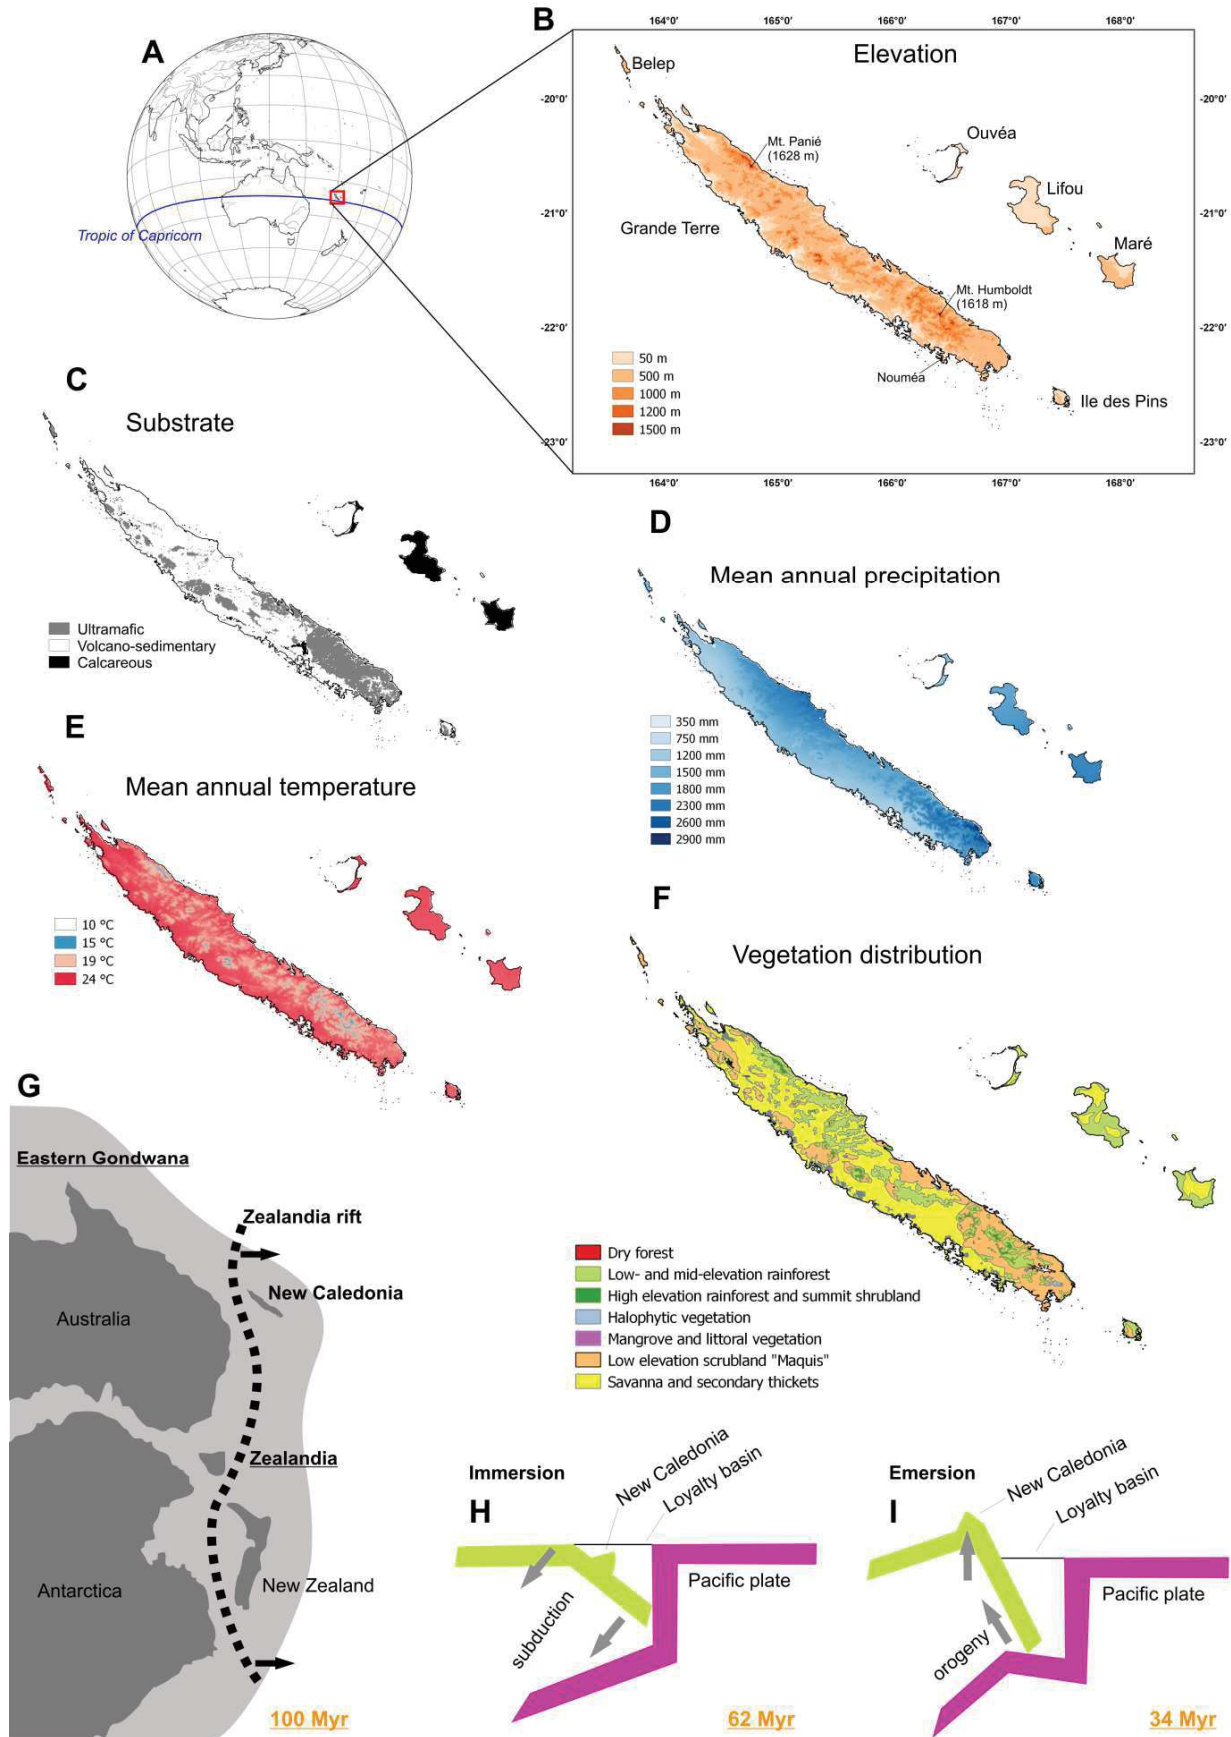 A
Tropic of Capricorn
B
164°0' 165°0' 166°0' 167°0' 168°0'
Elevation
Belep
-20°0' -20°0'
Mt. Panié
(1628 m)
Ouvéa
Lifou
-21°0' -21°0'
Grande Terre
Maré
Mt. Humboldt
(1618 m)
-22°0' -22°0'
50 m
500 m
1000 m
1200 m
1500 m
Nouméa
Ile des Pins
-23°0' -23°0'
164°0' 165°0' 166°0' 167°0' 168°0'
C
Substrate
Ultramafic
Volcano-sedimentary
Calcareous
D
Mean annual precipitation
350 mm
750 mm
1200 mm
1500 mm
1800 mm
2300 mm
2600 mm
2900 mm
E
Mean annual temperature
10 ºC
15 ºC
19 ºC
24 ºC
F
Vegetation distribution
Dry forest
Low- and mid-elevation rainforest
High elevation rainforest and summit shrubland
Halophytic vegetation
Mangrove and littoral vegetation
Low elevation scrubland "Maquis"
Savanna and secondary thickets
G
Eastern Gondwana
Zealandia rift
New Caledonia
Australia
Zealandia
Antarctica
New Zealand
100 Myr
Immersion
H
New Caledonia
Loyalty basin
Pacific plate
subduction
62 Myr
Emersion
I
New Caledonia
Loyalty basin
Pacific plate
orogeny
34 Myr